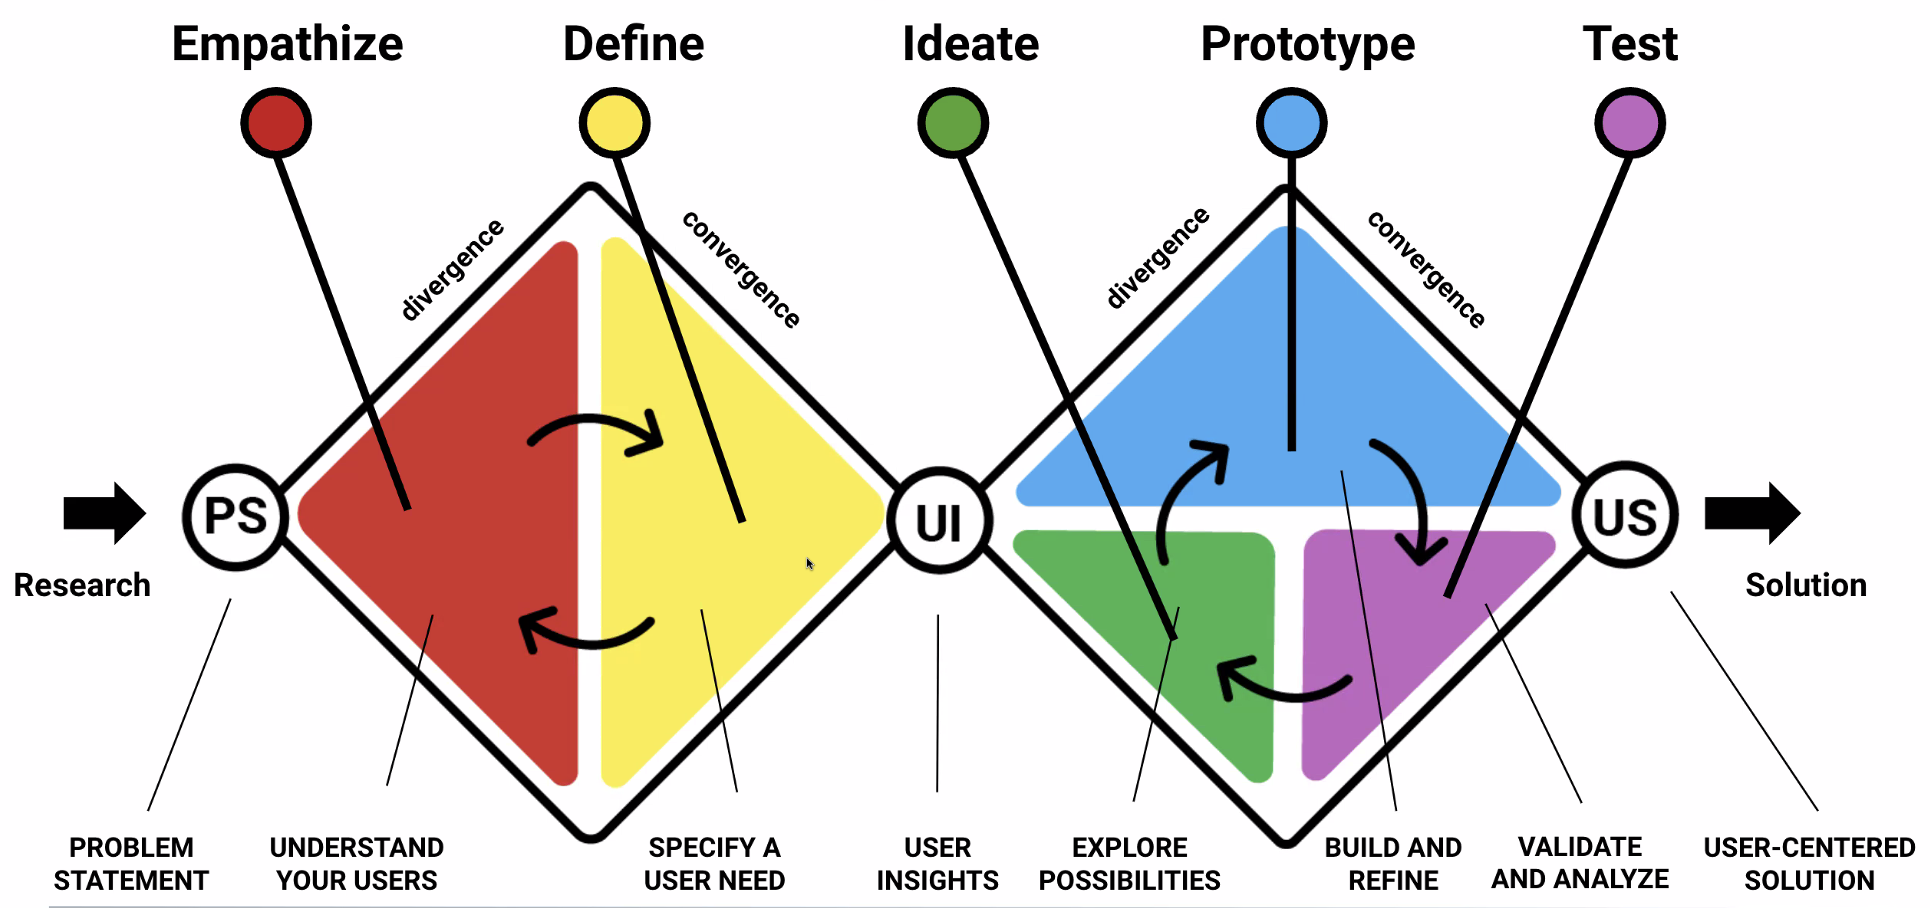 Empathize
Define
Ideate
Prototype
Test
divergence
convergence
divergence
convergence
PS
UI
US
Research
Solution
PROBLEM
STATEMENT
UNDERSTAND
YOUR USERS
SPECIFY A
USER NEED
USER
INSIGHTS
EXPLORE
POSSIBILITIES
BUILD AND
REFINE
VALIDATE
AND ANALYZE
USER-CENTERED
SOLUTION